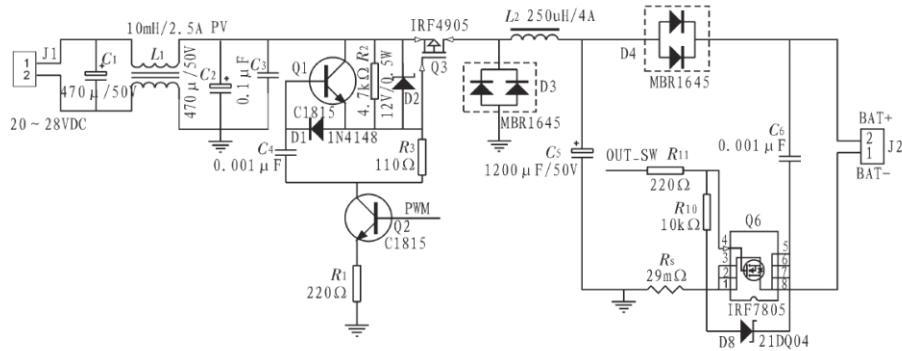 10mH/2.5A PV
J1
1
2
C1
470μ/50V
20~28VDC
L1
470μ/50V
C2
0.1μF
C3
Q1
C1815
R2
4.7kΩ
12V/0.5W
D2
IRF4905
Q3
D1
1N4148
C4
0.001μF
R3
110Ω
PWM
Q2
C1815
R1
220Ω
L2 250uH/4A
D3
MBR1645
D4
MBR1645
C5
1200μF/50V
OUT_SW
R11
220Ω
R10
10kΩ
C6
0.001μF
BAT+
2
1
J2
BAT-
Q6
4
3
2
1
5
6
7
8
IRF7805
Rs
29mΩ
D8
21DQ04